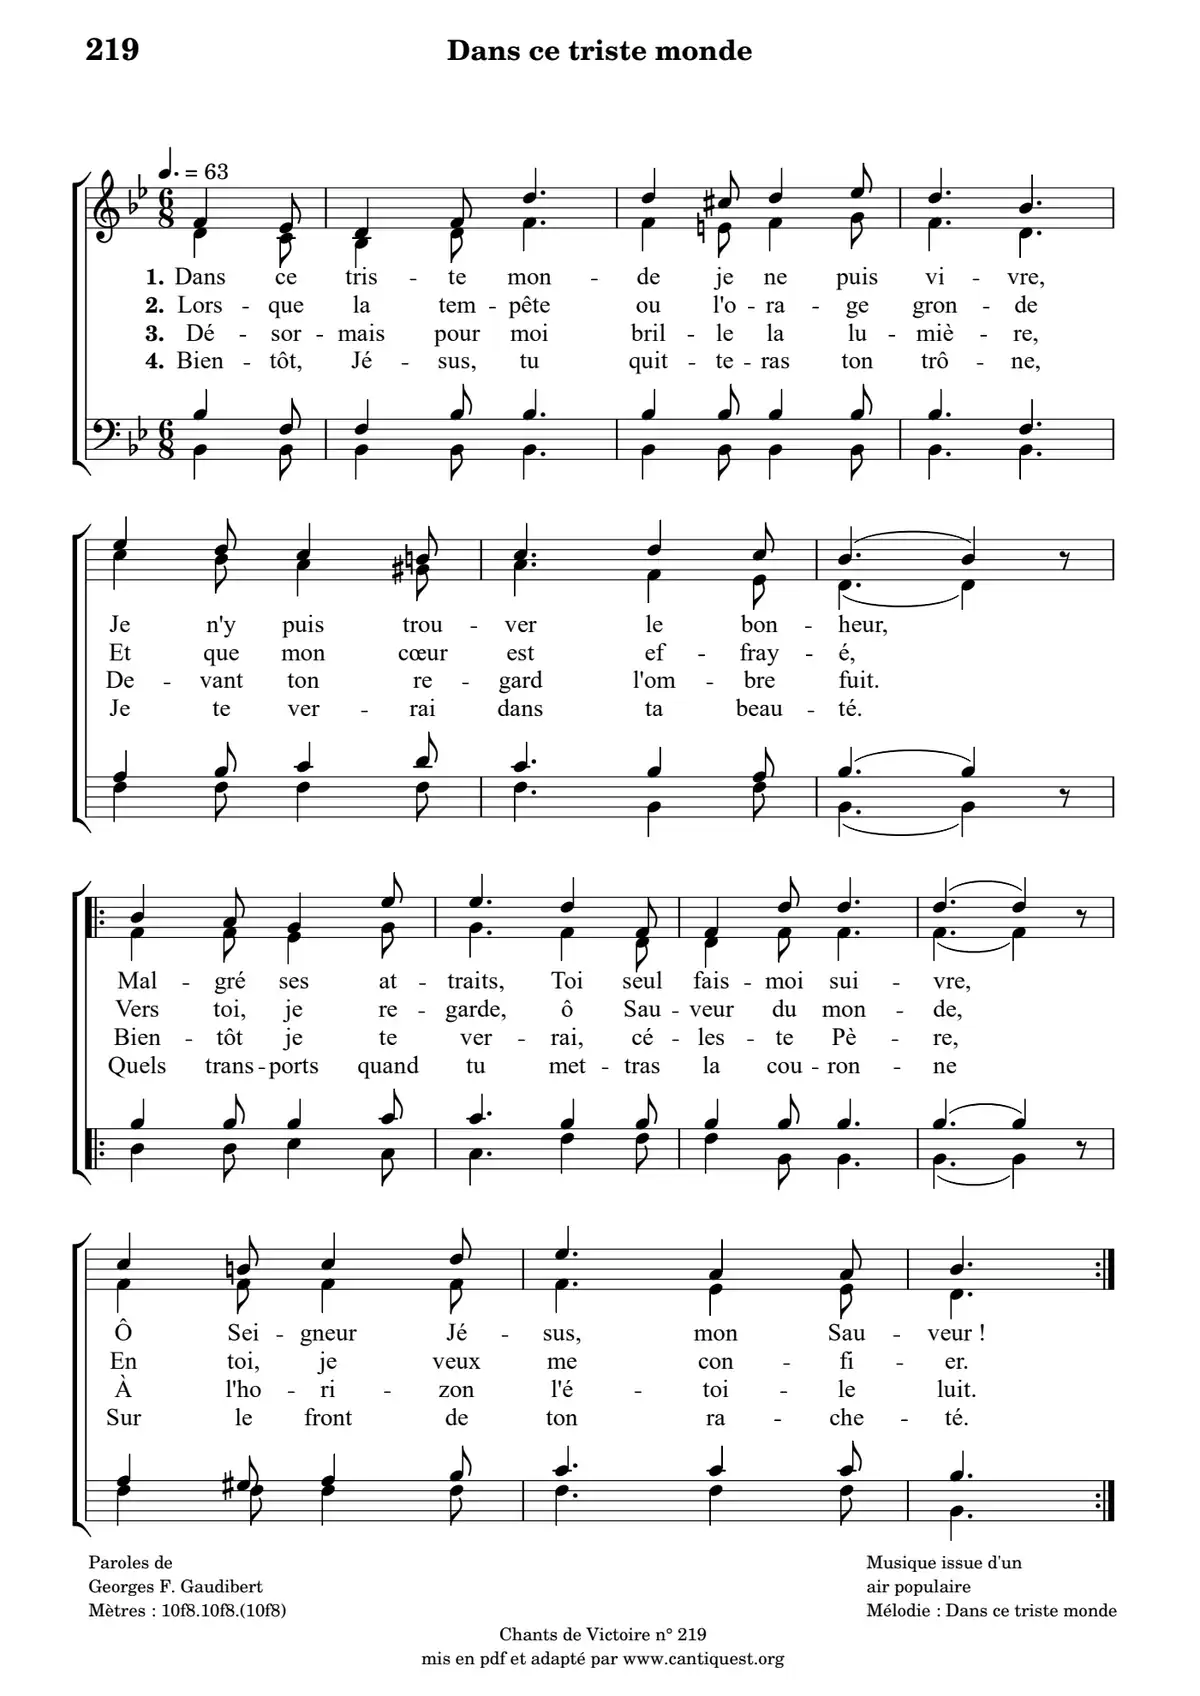 219
Dans ce triste monde
= 63
6 8
1. Dans ce tris - te mon - de je ne puis vi - vre,
2. Lors - que la tem - pête ou l'o - ra - ge gron - de
3. Dé - sor - mais pour moi bril - le la lu - miè - re,
4. Bien - tôt, Jé - sus, tu quit - te - ras ton trô - ne,
6 8
Je n'y puis trou - ver le bon - heur,
Et que mon cœur est ef - fray - é,
De - vant ton re - gard l'om - bre fuit.
Je te ver - rai dans ta beau - té.
Mal - gré ses at - traits, Toi seul fais - moi sui - vre,
Vers toi, je re - garde, ô Sau - veur du mon - de,
Bien - tôt je te ver - rai, cé - les - te Pè - re,
Quels trans - ports quand tu met - tras la cou - ron - ne
Ô Sei - gneur Jé - sus, mon Sau - veur !
En toi, je veux me con - fi - er.
À l'ho - ri - zon l'é - toi - le luit.
Sur le front de ton ra - che - té.
Paroles de
Georges F. Gaudibert
Mètres : 10f8.10f8.(10f8)
Musique issue d'un
air populaire
Mélodie : Dans ce triste monde
Chants de Victoire n° 219
mis en pdf et adapté par www.cantiquest.org